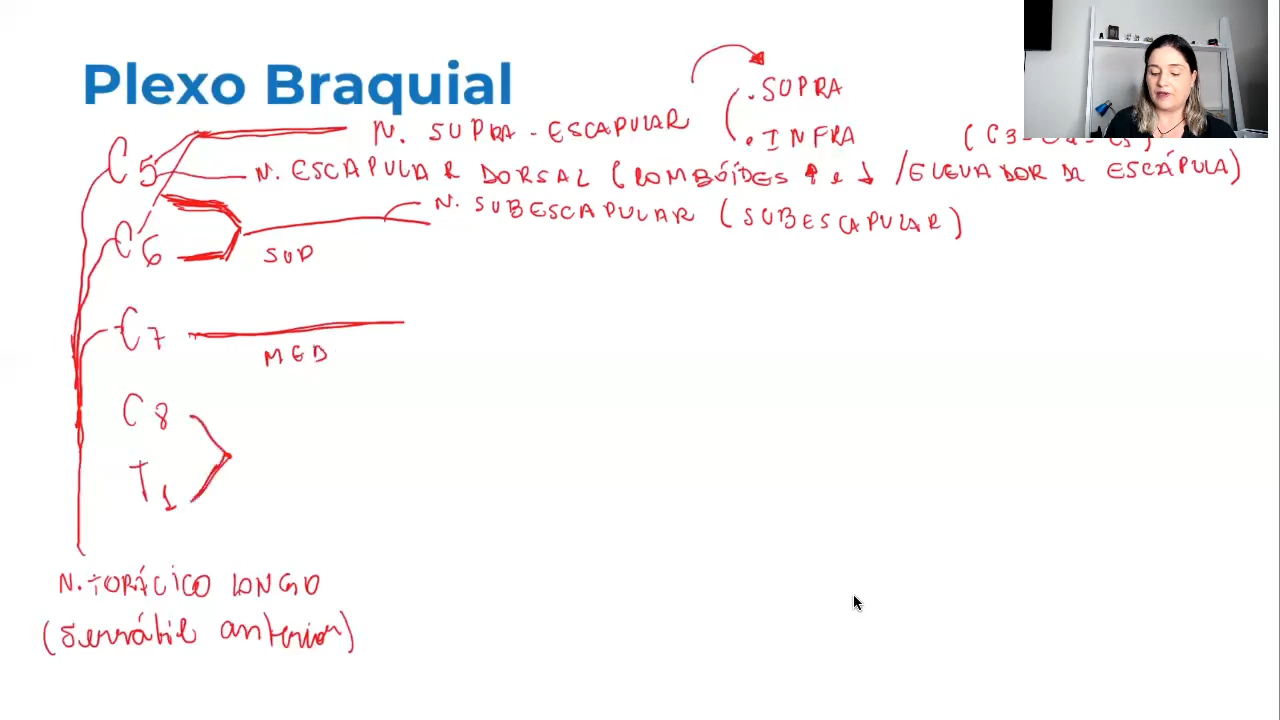 Plexo Braquial
.SUPRA
N. SUPRA-ESCAPULAR
.INFRA
C5
N. ESCAPULAR DORSAL (ROMBÓIDES ↑ e ↓ /ELEVADOR DA ESCÁPULA)
N. SUBESCAPULAR (SUBESCAPULAR)
C6
SUP
C7
MED
C8
T1
N. TORÁCICO LONGO
(Serrátil anterior)